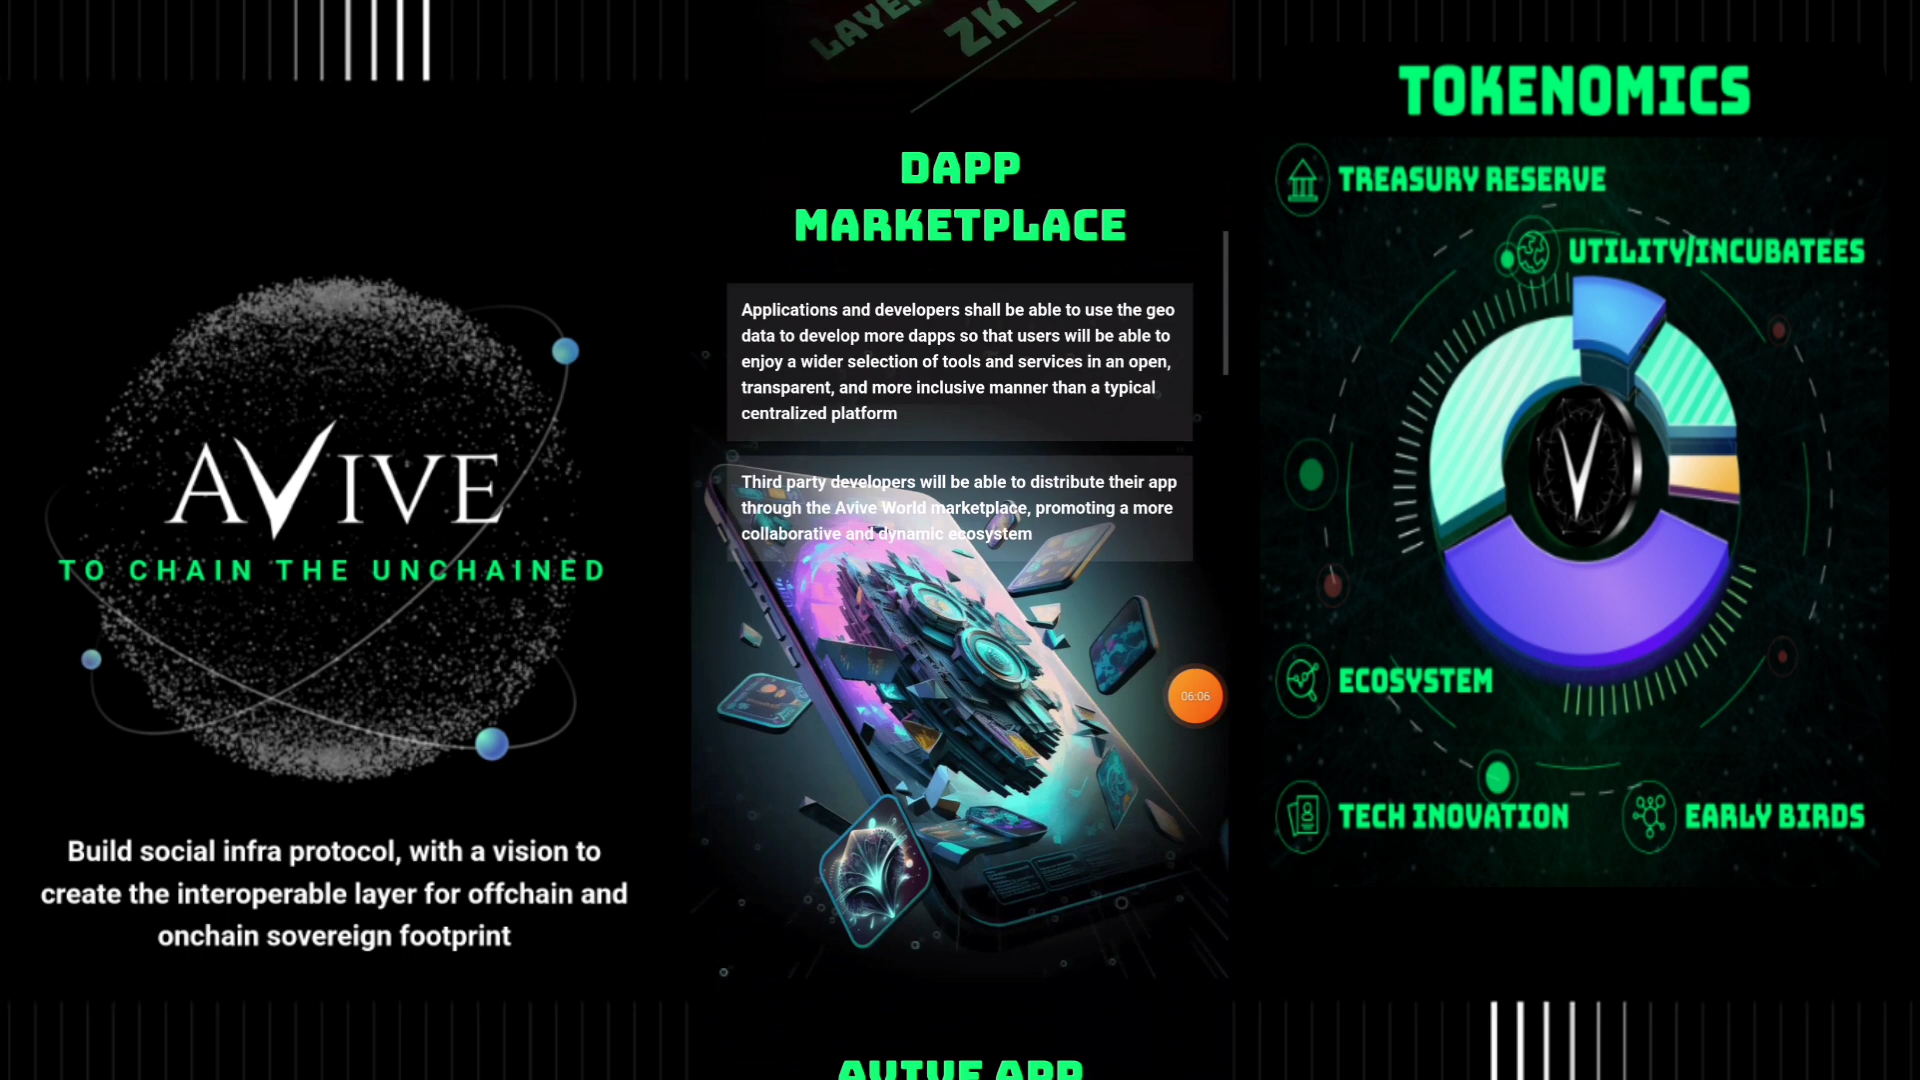 AVIVE
TO CHAIN THE UNCHAINED
Build social infra protocol, with a vision to
create the interoperable layer for offchain and
onchain sovereign footprint
ZK
DAPP
MARKETPLACE
Applications and developers shall be able to use the geo
data to develop more dapps so that users will be able to
enjoy a wider selection of tools and services in an open,
transparent, and more inclusive manner than a typical
centralized platform
Third party developers will be able to distribute their app
through the Avive World marketplace, promoting a more
collaborative and dynamic ecosystem
06:06
AVIVE APP
TOKENOMICS
TREASURY RESERVE
UTILITY/INCUBATEES
ECOSYSTEM
TECH INOVATION
EARLY BIRDS